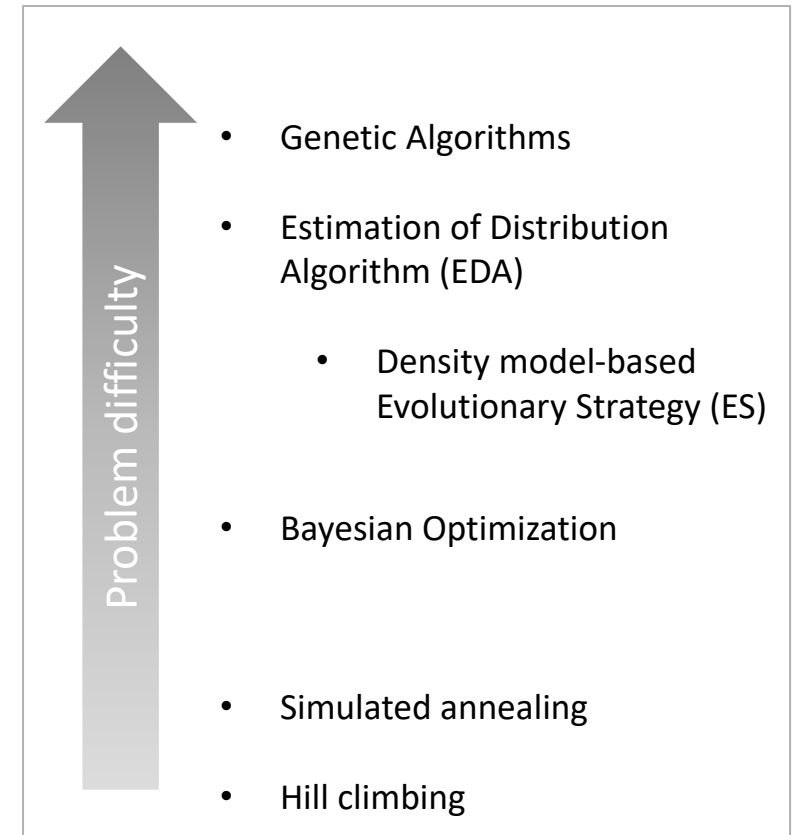 Problem difficulty
• Genetic Algorithms
• Estimation of Distribution
Algorithm (EDA)
• Density model-based
Evolutionary Strategy (ES)
• Bayesian Optimization
• Simulated annealing
• Hill climbing